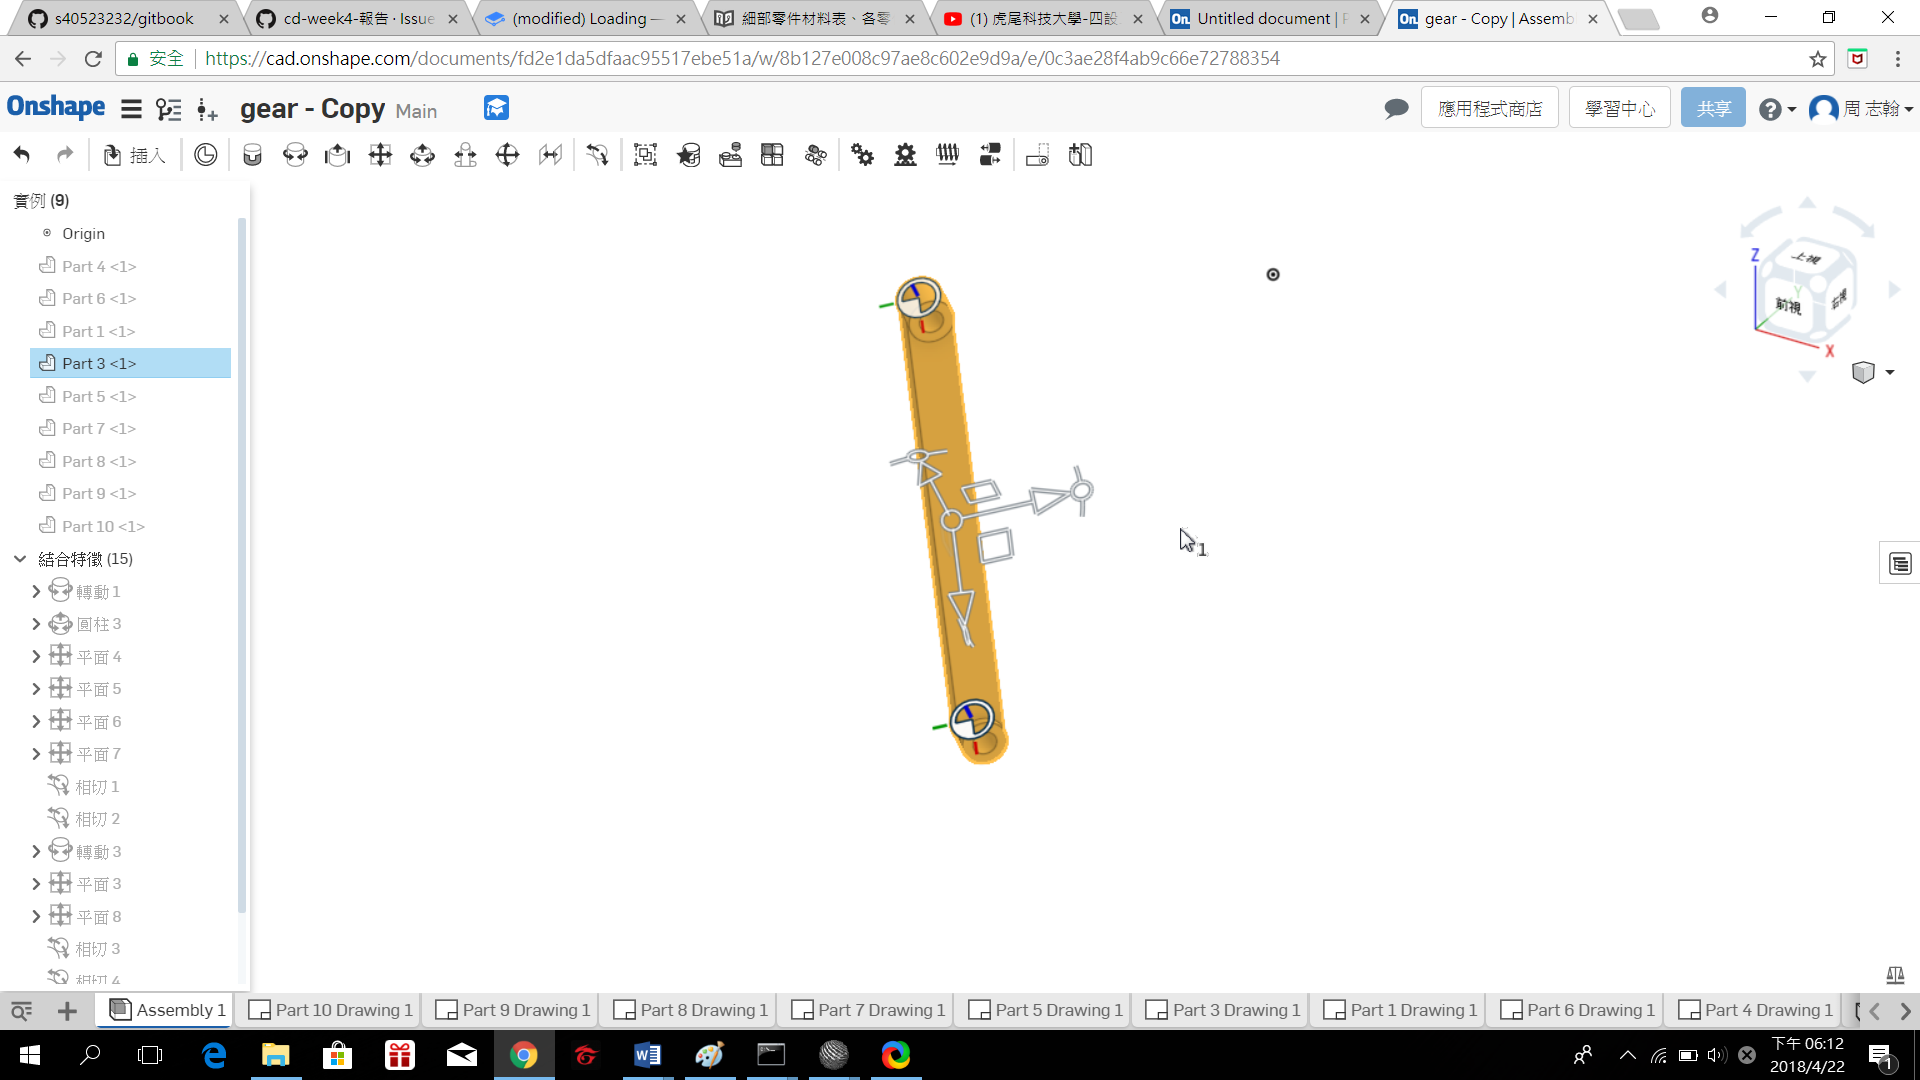 s40523232/gitbook
cd-week4-報告 · Issue
(modified) Loading —
細部零件材料表、各零
(1) 虎尾科技大學-四設
Untitled document | P
gear - Copy | Assemb
安全
https://cad.onshape.com/documents/fd2e1da5dfaac95517ebe51a/w/8b127e008c97ae8c602e9d9a/e/0c3ae28f4ab9c66e72788354
Onshape
gear - Copy Main
應用程式商店
學習中心
共享
周 志翰
插入
實例 (9)
Origin
Part 4 <1>
Part 6 <1>
Part 1 <1>
Part 3 <1>
Part 5 <1>
Part 7 <1>
Part 8 <1>
Part 9 <1>
Part 10 <1>
結合特徵 (15)
轉動 1
圓柱 3
平面 4
平面 5
平面 6
平面 7
相切 1
相切 2
轉動 3
平面 3
平面 8
相切 3
相切 4
Z
上視
Y
前視
右視
X
1
Assembly 1
Part 10 Drawing 1
Part 9 Drawing 1
Part 8 Drawing 1
Part 7 Drawing 1
Part 5 Drawing 1
Part 3 Drawing 1
Part 1 Drawing 1
Part 6 Drawing 1
Part 4 Drawing 1
下午 06:12
2018/4/22
1